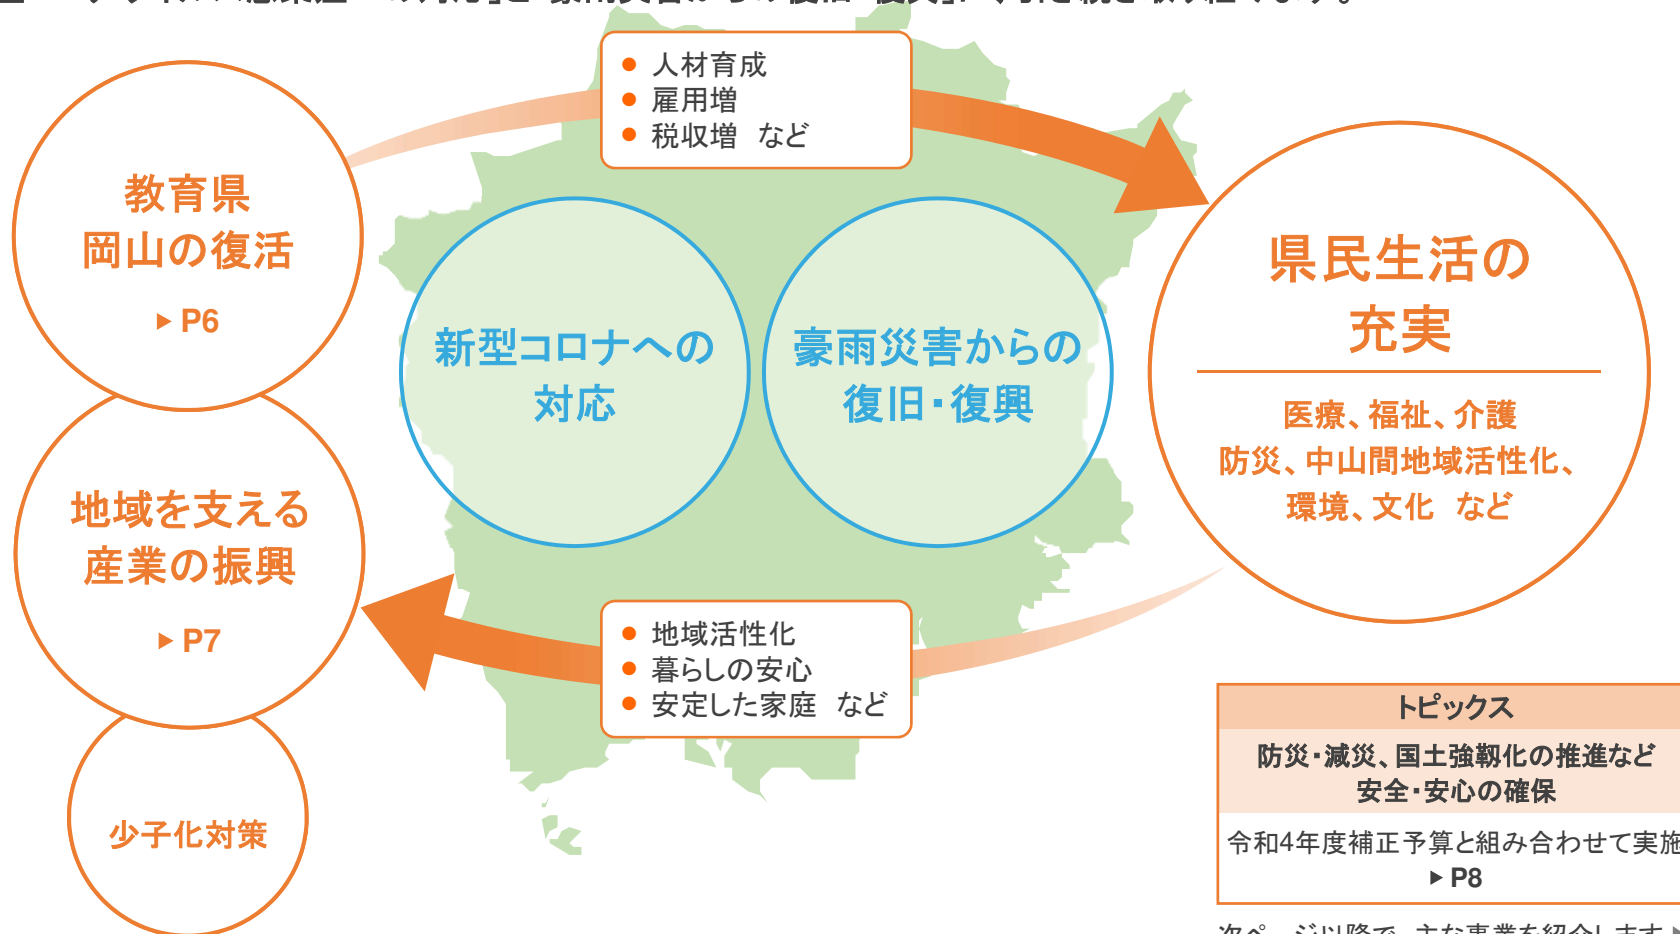 人材育成
雇用増
税収増 など
教育県
岡山の復活
▶ P6
新型コロナへの
対応
豪雨災害からの
復旧・復興
県民生活の
充実
医療、福祉、介護
防災、中山間地域活性化、
環境、文化 など
地域を支える
産業の振興
▶ P7
地域活性化
暮らしの安心
安定した家庭 など
少子化対策
トピックス
防災・減災、国土強靱化の推進など
安全・安心の確保
令和4年度補正予算と組み合わせて実施
▶ P8